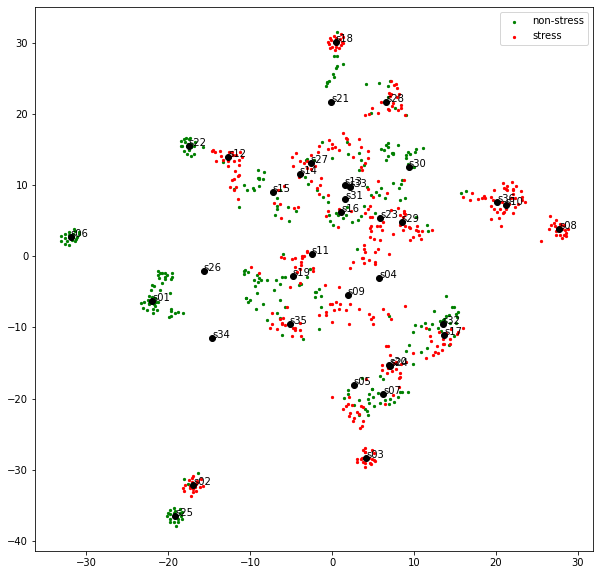 non-stress
stress
s18
s21
s28
s22
s12
s27
s14
s30
s15
s13
s33
s31
s16
s23
s29
s36
s10
s08
s06
s11
s26
s19
s04
s01
s09
s35
s34
s32
s17
s20
s05
s07
s03
s02
s25
30
20
10
0
−10
−20
−30
−40
−30
−20
−10
0
10
20
30